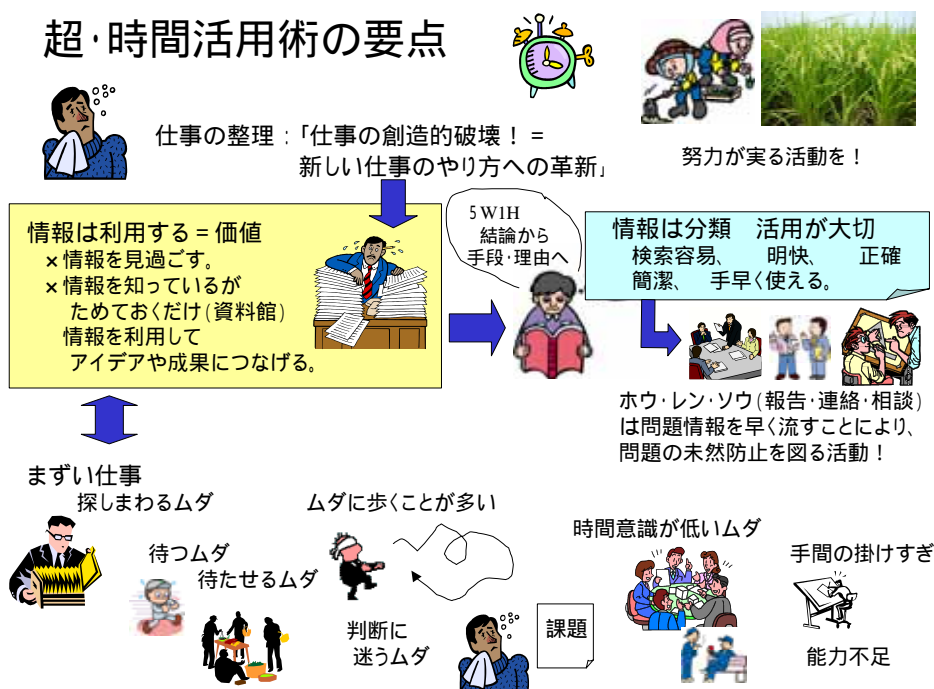 超・時間活用術の要点
仕事の整理：「仕事の創造的破壊！＝
新しい仕事のやり方への革新」
努力が実る活動を！
情報は利用する＝価値
×情報を見過ごす。
×情報を知っているが
ためておくだけ(資料館)
情報を利用して
アイデアや成果につなげる。
5W1H
結論から
手段・理由へ
情報は分類　活用が大切
検索容易、　明快、　正確
簡潔、　手早く使える。
ホウ・レン・ソウ(報告・連絡・相談)
は問題情報を早く流すことにより、
問題の未然防止を図る活動！
まずい仕事
探しまわるムダ
待つムダ
待たせるムダ
ムダに歩くことが多い
判断に
迷うムダ
課題
時間意識が低いムダ
手間の掛けすぎ
能力不足